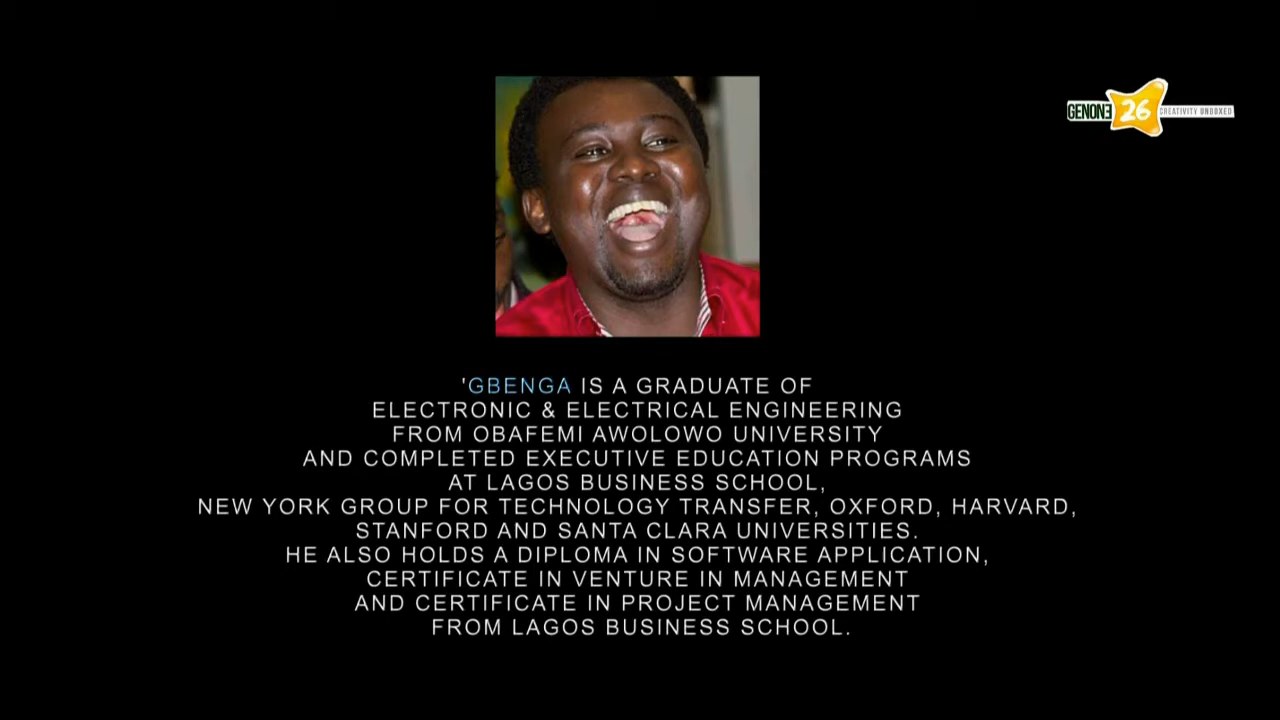 GENONE 26 CREATIVITY UNBOXED
'GBENGA IS A GRADUATE OF
ELECTRONIC & ELECTRICAL ENGINEERING
FROM OBAFEMI AWOLOWO UNIVERSITY
AND COMPLETED EXECUTIVE EDUCATION PROGRAMS
AT LAGOS BUSINESS SCHOOL,
NEW YORK GROUP FOR TECHNOLOGY TRANSFER, OXFORD, HARVARD,
STANFORD AND SANTA CLARA UNIVERSITIES.
HE ALSO HOLDS A DIPLOMA IN SOFTWARE APPLICATION,
CERTIFICATE IN VENTURE IN MANAGEMENT
AND CERTIFICATE IN PROJECT MANAGEMENT
FROM LAGOS BUSINESS SCHOOL.